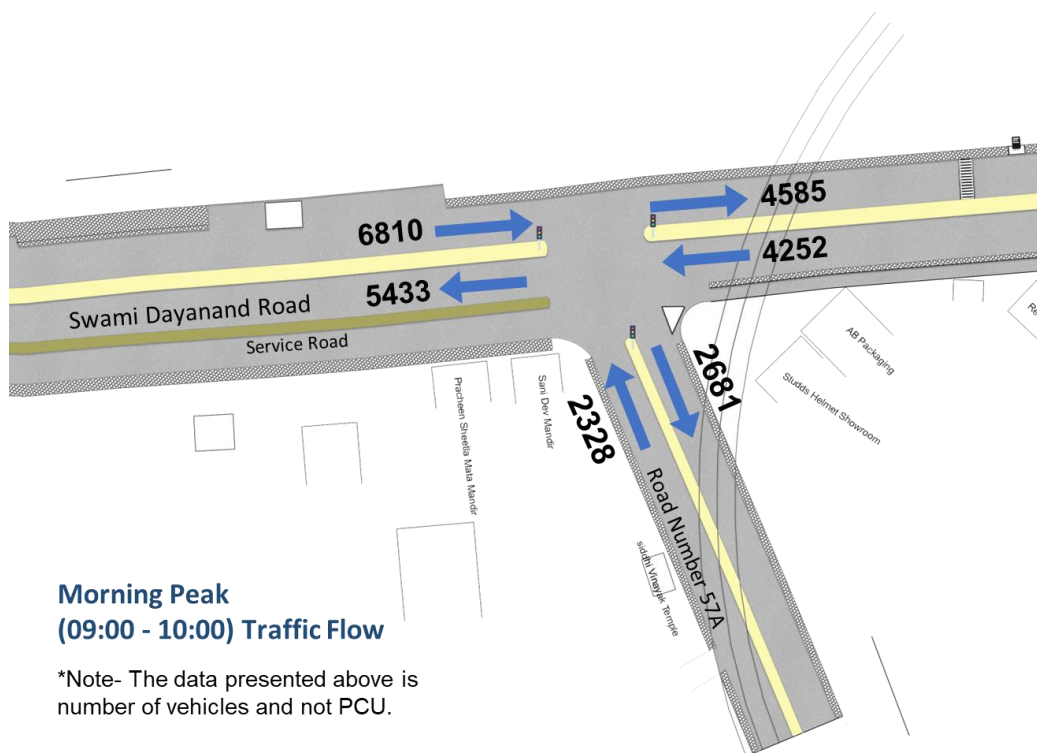 4585
6810
4252
5433
Swami Dayanand Road
Service Road
AB Packaging
Studds Helmet Showroom
2681
2328
Pracheen Sheetla Mata Mandir
Sani Dev Mandir
Road Number 57A
siddhi Vinayak Temple
Morning Peak
(09:00 - 10:00) Traffic Flow
*Note- The data presented above is
number of vehicles and not PCU.